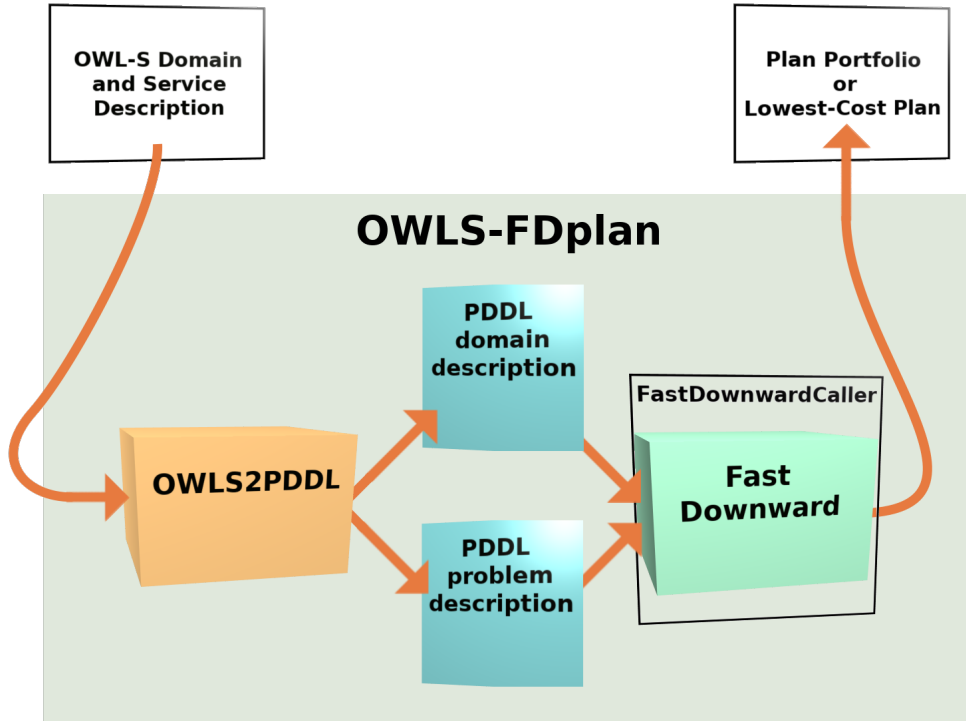 OWL-S Domain
and Service
Description
Plan Portfolio
or
Lowest-Cost Plan
OWLS-FDplan
PDDL
domain
description
FastDownwardCaller
OWLS2PDDL
Fast
Downward
PDDL
problem
description